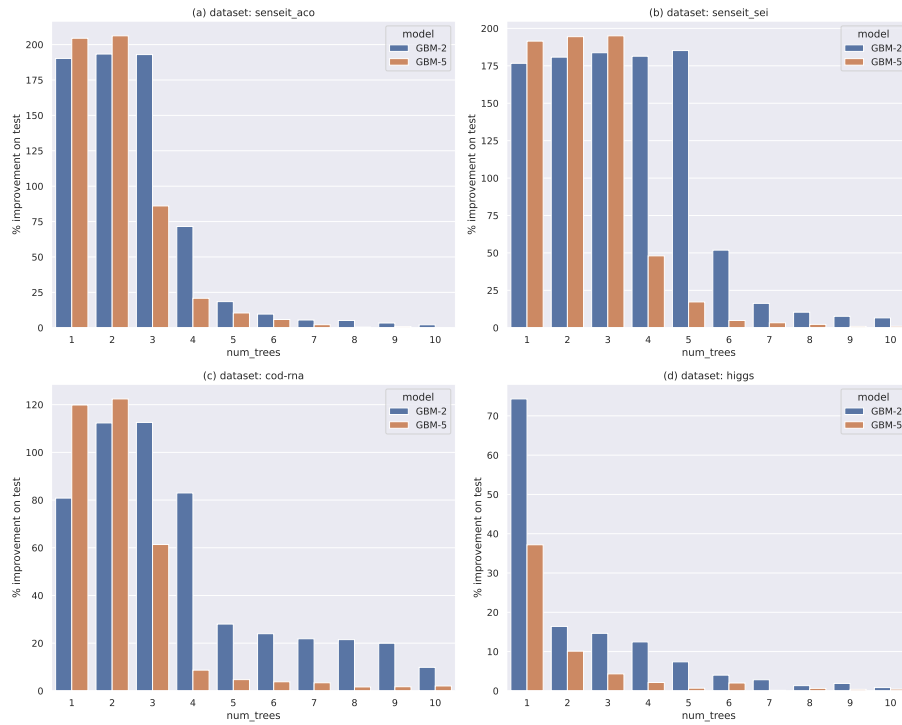 (a) dataset: senseit_aco
% improvement on test
200
175
150
125
100
75
50
25
0
1 2 3 4 5 6 7 8 9 10
num_trees
model
GBM-2
GBM-5
(b) dataset: senseit_sei
% improvement on test
200
175
150
125
100
75
50
25
0
1 2 3 4 5 6 7 8 9 10
num_trees
model
GBM-2
GBM-5
(c) dataset: cod-rna
% improvement on test
120
100
80
60
40
20
0
1 2 3 4 5 6 7 8 9 10
num_trees
model
GBM-2
GBM-5
(d) dataset: higgs
% improvement on test
70
60
50
40
30
20
10
0
1 2 3 4 5 6 7 8 9 10
num_trees
model
GBM-2
GBM-5